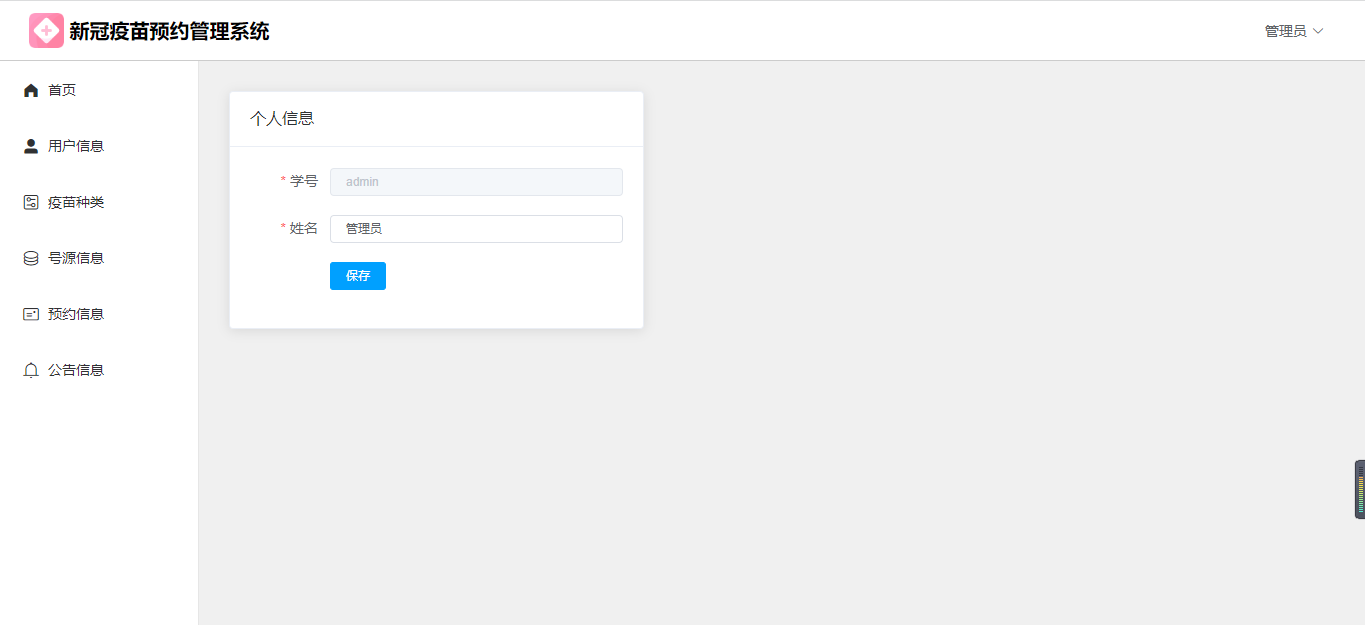 新冠疫苗预约管理系统
管理员
首页
用户信息
疫苗种类
号源信息
预约信息
公告信息
个人信息
* 学号 admin
* 姓名 管理员
保存